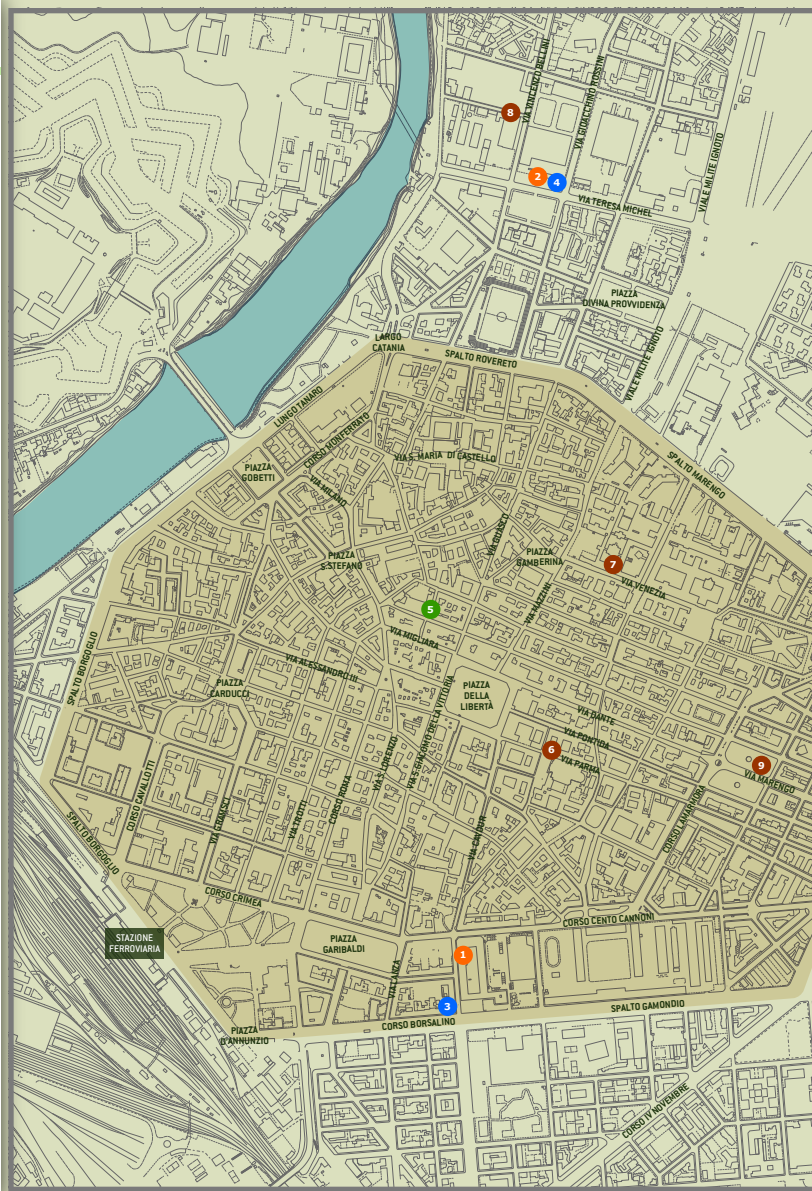 VIA VINCENZO BELLINI
VIA GIOACCHINO ROSSINI
8
VIALE MILITE IGNOTO
2
4
VIA TERESA MICHEL
PIAZZA
DIVINA PROVVIDENZA
LARGO
CATANIA
SPALTO ROVERETO
VIALE MILITE IGNOTO
LUNGO TANARO
CORSO MONFERRATO
VIA S. MARIA DI CASTELLO
SPALTO MARENGO
PIAZZA
GOBETTI
VIA MILANO
VIA GUASCO
PIAZZA
S.STEFANO
PIAZZA
GAMBERINA
7
VIA VENEZIA
VIA MAZZINI
5
VIA MIGLIARA
SPALTO BORGOGLIO
VIA ALESSANDRO III
PIAZZA
CARDUCCI
PIAZZA
DELLA
LIBERTÀ
VIA S.GIACOMO DELLA VITTORIA
VIA DANTE
VIA PONTIDA
6
VIA PARMA
9
VIA MARENGO
VIA S. LORENZO
CORSO CAVALLOTTI
VIA GRAMSCI
VIA TROTTI
CORSO ROMA
VIA CAVOUR
CORSO LAMARMORA
SPALTO BORGOGLIO
CORSO CRIMEA
CORSO CENTO CANNONI
STAZIONE
FERROVIARIA
PIAZZA
GARIBALDI
1
VIA LANZA
3
SPALTO GAMONDIO
CORSO BORSALINO
PIAZZA
D'ANNUNZIO
CORSO IV NOVEMBRE